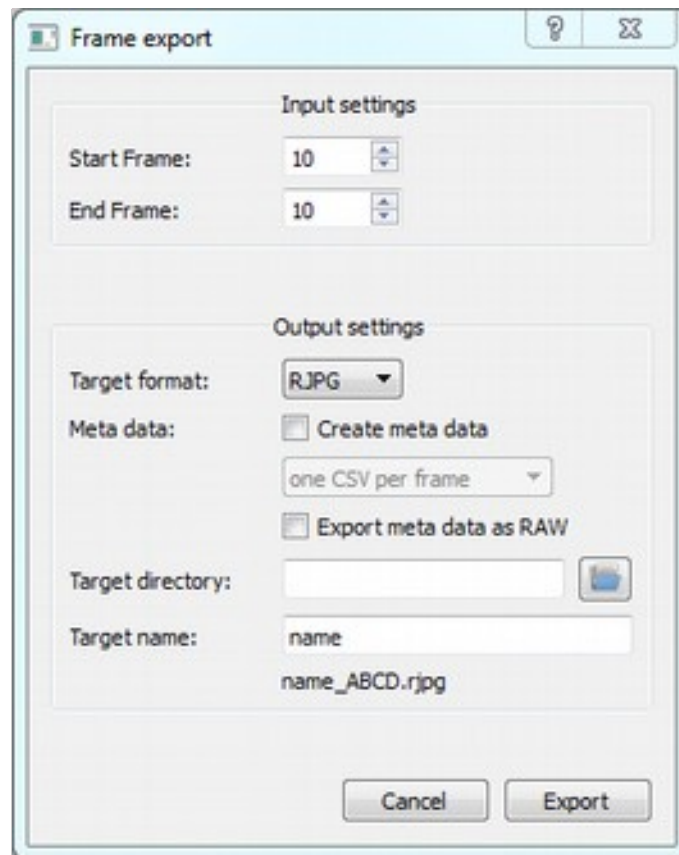 Frame export
Input settings
Start Frame: 10
End Frame: 10
Output settings
Target format: RJPG
Meta data: Create meta data
one CSV per frame
Export meta data as RAW
Target directory:
Target name: name
name_ABCD.rjpg
Cancel Export